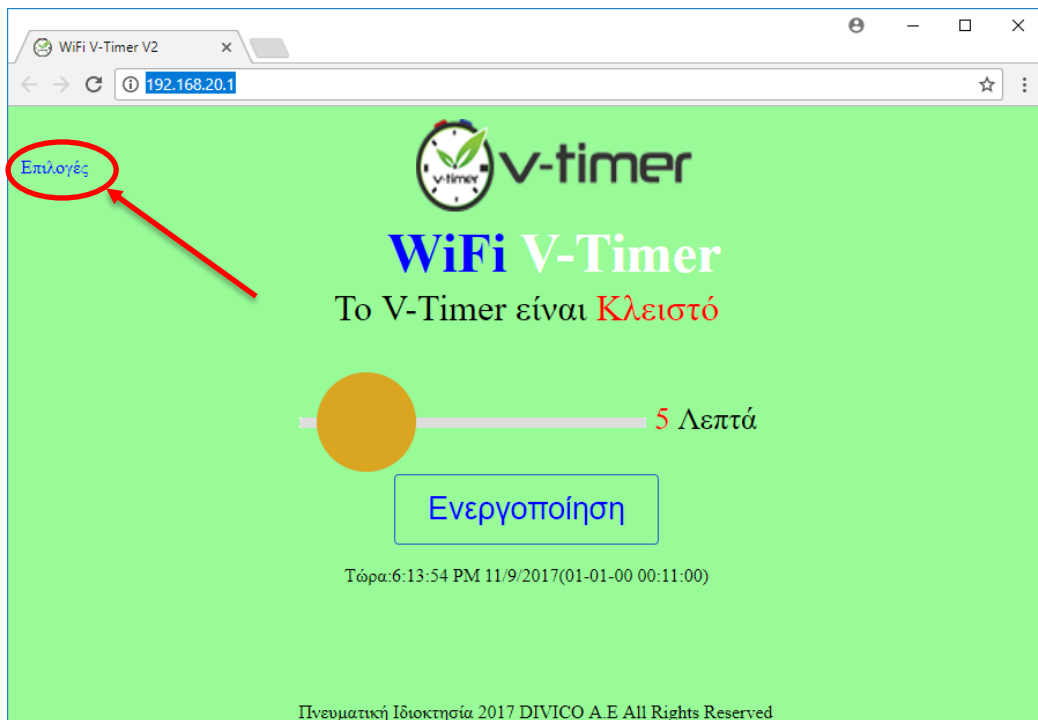 WiFi V-Timer V2
192.168.20.1
Επιλογές
v-timer
v-timer
WiFi V-Timer
Το V-Timer είναι Κλειστό
5 Λεπτά
Ενεργοποίηση
Τώρα:6:13:54 PM 11/9/2017(01-01-00 00:11:00)
Πνευματική Ιδιοκτησία 2017 DIVICO A.E All Rights Reserved